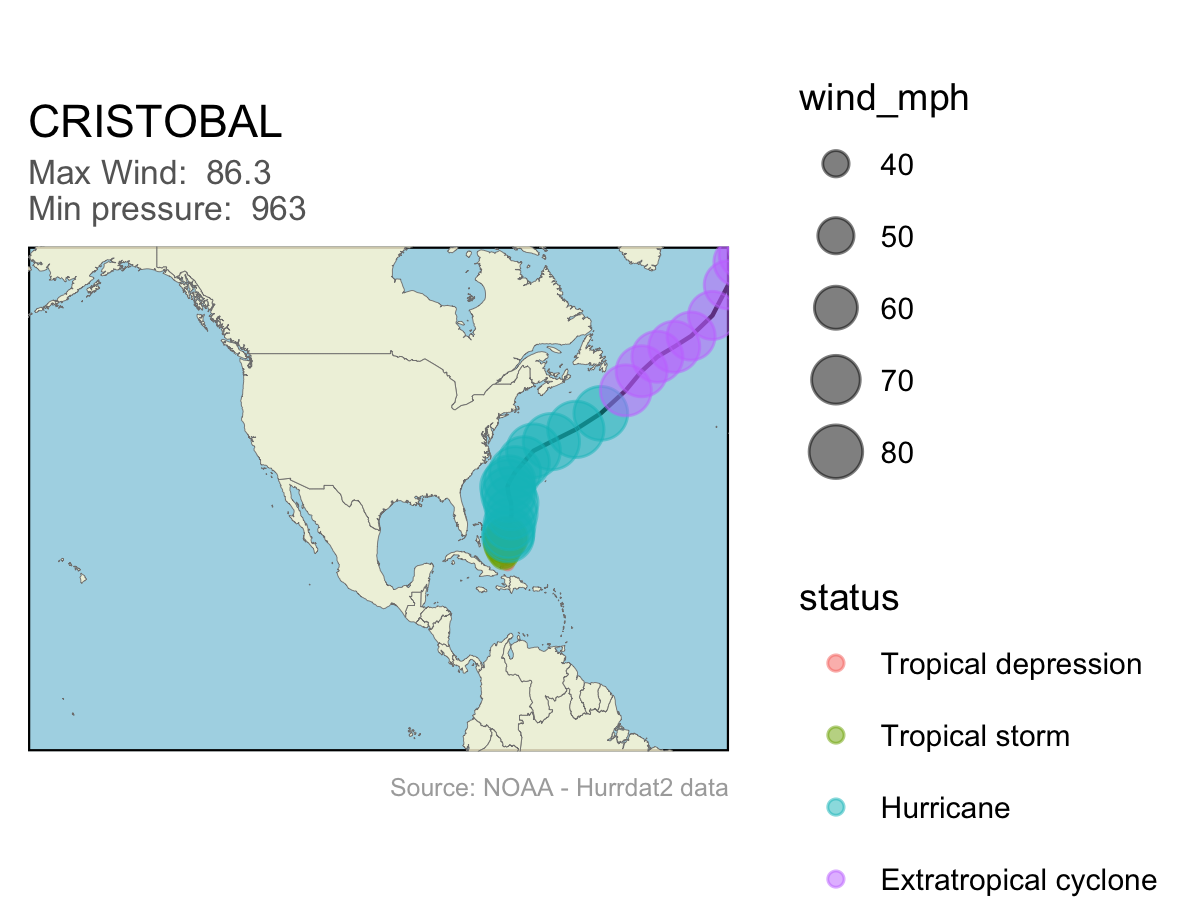 CRISTOBAL
Max Wind:  86.3
Min pressure:  963
Source: NOAA - Hurrdat2 data
wind_mph
40
50
60
70
80
status
Tropical depression
Tropical storm
Hurricane
Extratropical cyclone